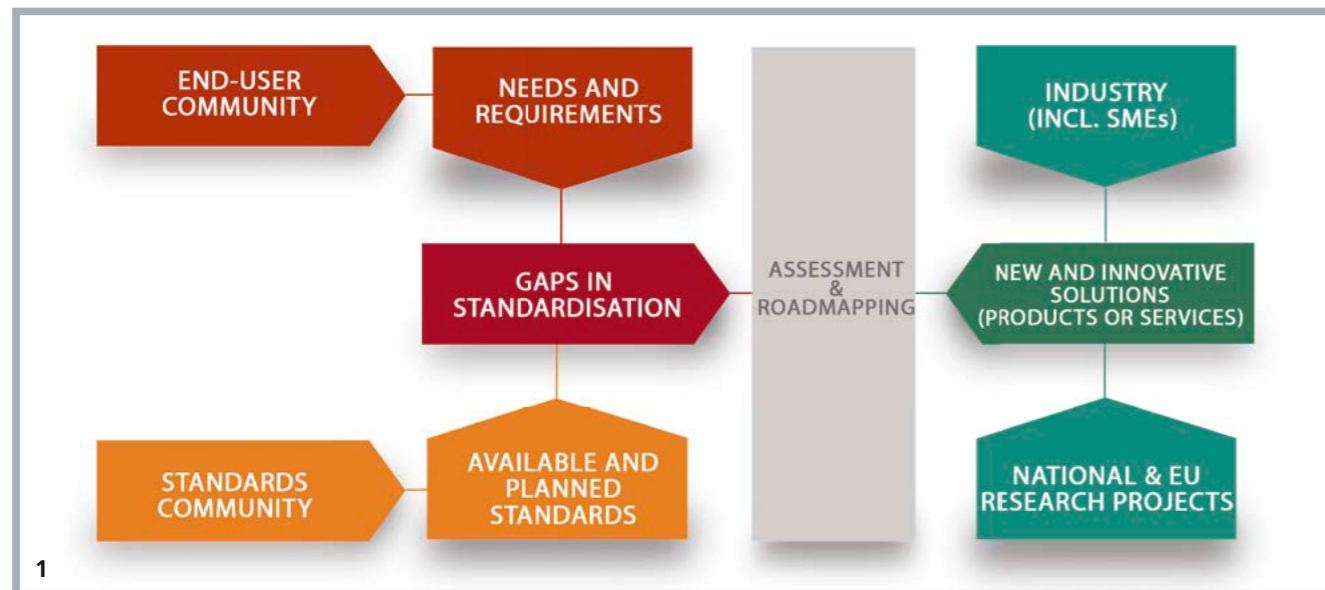 END-USER
COMMUNITY
NEEDS AND
REQUIREMENTS
INDUSTRY
(INCL. SMEs)
GAPS IN
STANDARDISATION
ASSESSMENT
&
ROADMAPPING
NEW AND INNOVATIVE
SOLUTIONS
(PRODUCTS OR SERVICES)
STANDARDS
COMMUNITY
AVAILABLE AND
PLANNED
STANDARDS
NATIONAL & EU
RESEARCH PROJECTS
1